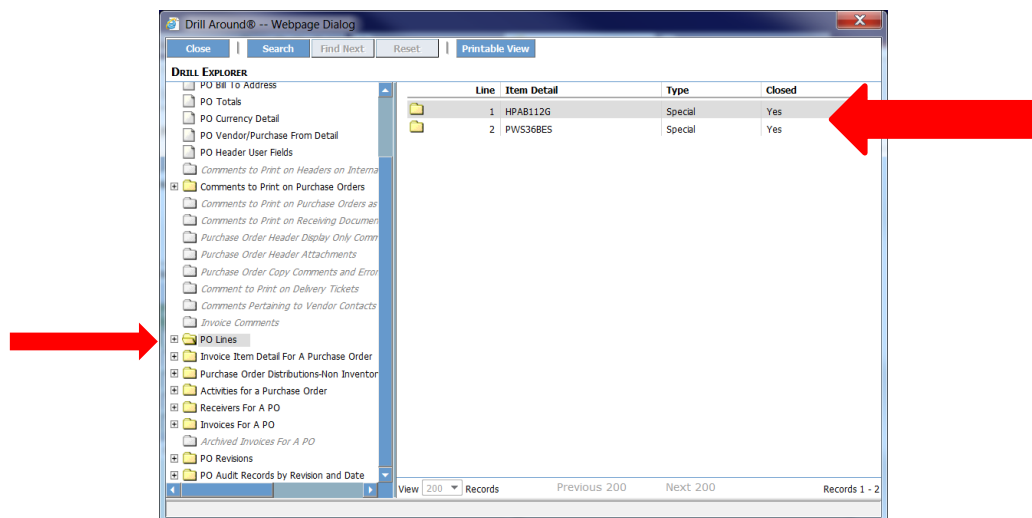 Drill Around® -- Webpage Dialog
Close | Search Find Next Reset | Printable View
DRILL EXPLORER
PO Bill To Address
PO Totals
PO Currency Detail
PO Vendor/Purchase From Detail
PO Header User Fields
Comments to Print on Headers on Interna
Comments to Print on Purchase Orders
Comments to Print on Purchase Orders as
Comments to Print on Receiving Documen
Purchase Order Header Display Only Comm
Purchase Order Header Attachments
Purchase Order Copy Comments and Error
Comment to Print on Delivery Tickets
Comments Pertaining to Vendor Contacts
Invoice Comments
PO Lines
Invoice Item Detail For A Purchase Order
Purchase Order Distributions-Non Inventor
Activities for a Purchase Order
Receivers For A PO
Invoices For A PO
Archived Invoices For A PO
PO Revisions
PO Audit Records by Revision and Date
Line Item Detail Type Closed
1 HPAB112G Special Yes
2 PWS36BES Special Yes
View 200 Records Previous 200 Next 200 Records 1 - 2